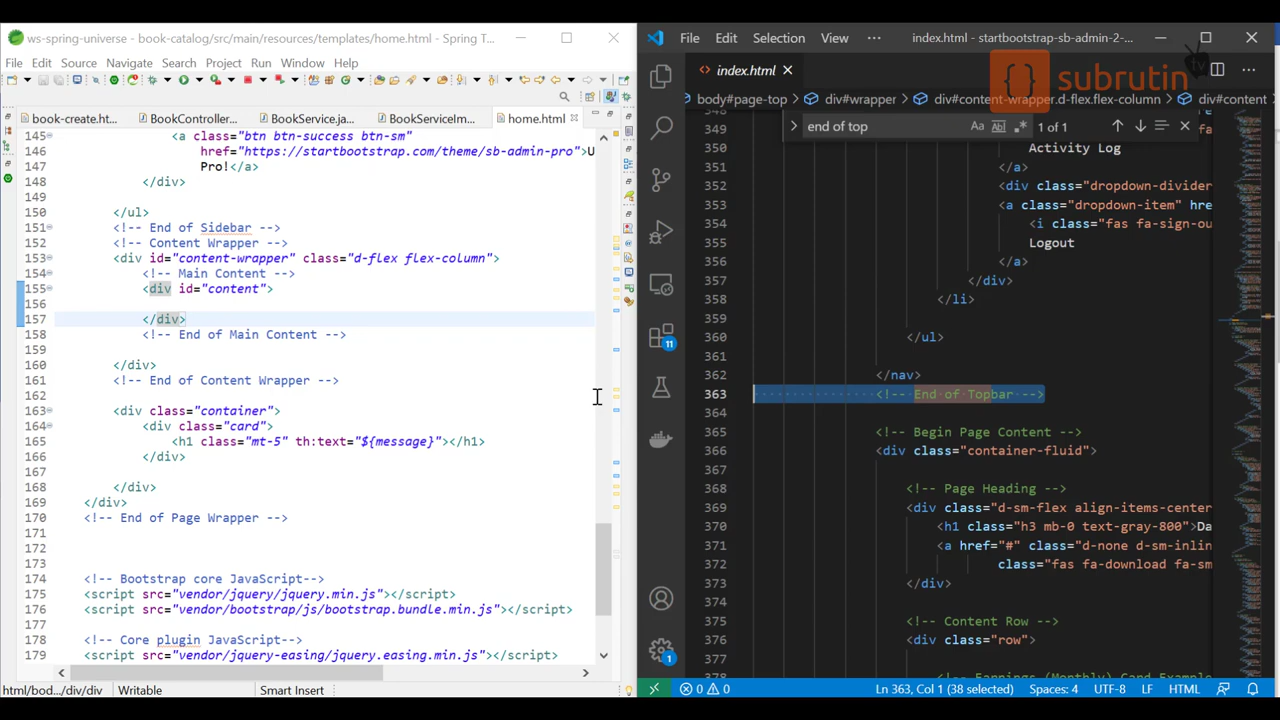 ws-spring-universe - book-catalog/src/main/resources/templates/home.html - Spring T...
File Edit Source Navigate Search Project Run Window Help
book-create.ht... BookController... BookService.ja... BookServiceIm... home.html
145 <a class="btn btn-success btn-sm"
146 href="https://startbootstrap.com/theme/sb-admin-pro">U
147 Pro!</a>
148 </div>
149
150 </ul>
151 <!-- End of Sidebar -->
152 <!-- Content Wrapper -->
153 <div id="content-wrapper" class="d-flex flex-column">
154 <!-- Main Content -->
155 <div id="content">
156
157 </div>
158 <!-- End of Main Content -->
159
160 </div>
161 <!-- End of Content Wrapper -->
162
163 <div class="container">
164 <div class="card">
165 <h1 class="mt-5" th:text="${message}"></h1>
166 </div>
167
168 </div>
169 </div>
170 <!-- End of Page Wrapper -->
171
172
173
174 <!-- Bootstrap core JavaScript-->
175 <script src="vendor/jquery/jquery.min.js"></script>
176 <script src="vendor/bootstrap/js/bootstrap.bundle.min.js"></script>
177
178 <!-- Core plugin JavaScript-->
179 <script src="vendor/jquery-easing/jquery.easing.min.js"></script>
html/bod.../div/div Writable Smart Insert
File Edit Selection View ··· index.html - startbootstrap-sb-admin-2-...
index.html
subrutin
tv
body#page-top > div#wrapper > div#content-wrapper.d-flex.flex-column > div#content
end of top Aa Ab .* 1 of 1
349
350 Activity Log
351 </a>
352 <div class="dropdown-divider
353 <a class="dropdown-item" hre
354 <i class="fas fa-sign-ou
355 Logout
356 </a>
357 </div>
358 </li>
359
360 </ul>
361
362 </nav>
363 <!-- End of Topbar -->
364
365 <!-- Begin Page Content -->
366 <div class="container-fluid">
367
368 <!-- Page Heading -->
369 <div class="d-sm-flex align-items-center
370 <h1 class="h3 mb-0 text-gray-800">Da
371 <a href="#" class="d-none d-sm-inlin
372 class="fas fa-download fa-sm
373 </div>
374
375 <!-- Content Row -->
376 <div class="row">
377
11
1
0 0 Ln 363, Col 1 (38 selected) Spaces: 4 UTF-8 LF HTML